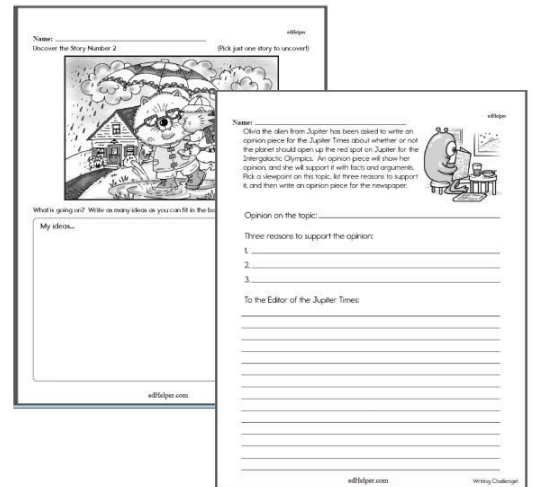 edHelper
Name:
Uncover the Story Number 2
(Pick just one story to uncover!)
What is going on? Write as many ideas as you can fit in the bo
My ideas...
edHelper.com
edHelper
Name:
Olivia the alien from Jupiter has been asked to write an
opinion piece for the Jupiter Times about whether or not
the planet should open up the red spot on Jupiter for the
Intergalactic Olympics. An opinion piece will show her
opinion, and she will support it with facts and arguments.
Pick a viewpoint on this topic, list three reasons to support
it, and then write an opinion piece for the newspaper.
Opinion on the topic:
Three reasons to support the opinion:
1.
2.
3.
To the Editor of the Jupiter Times:
edHelper.com
Writing Challenge!